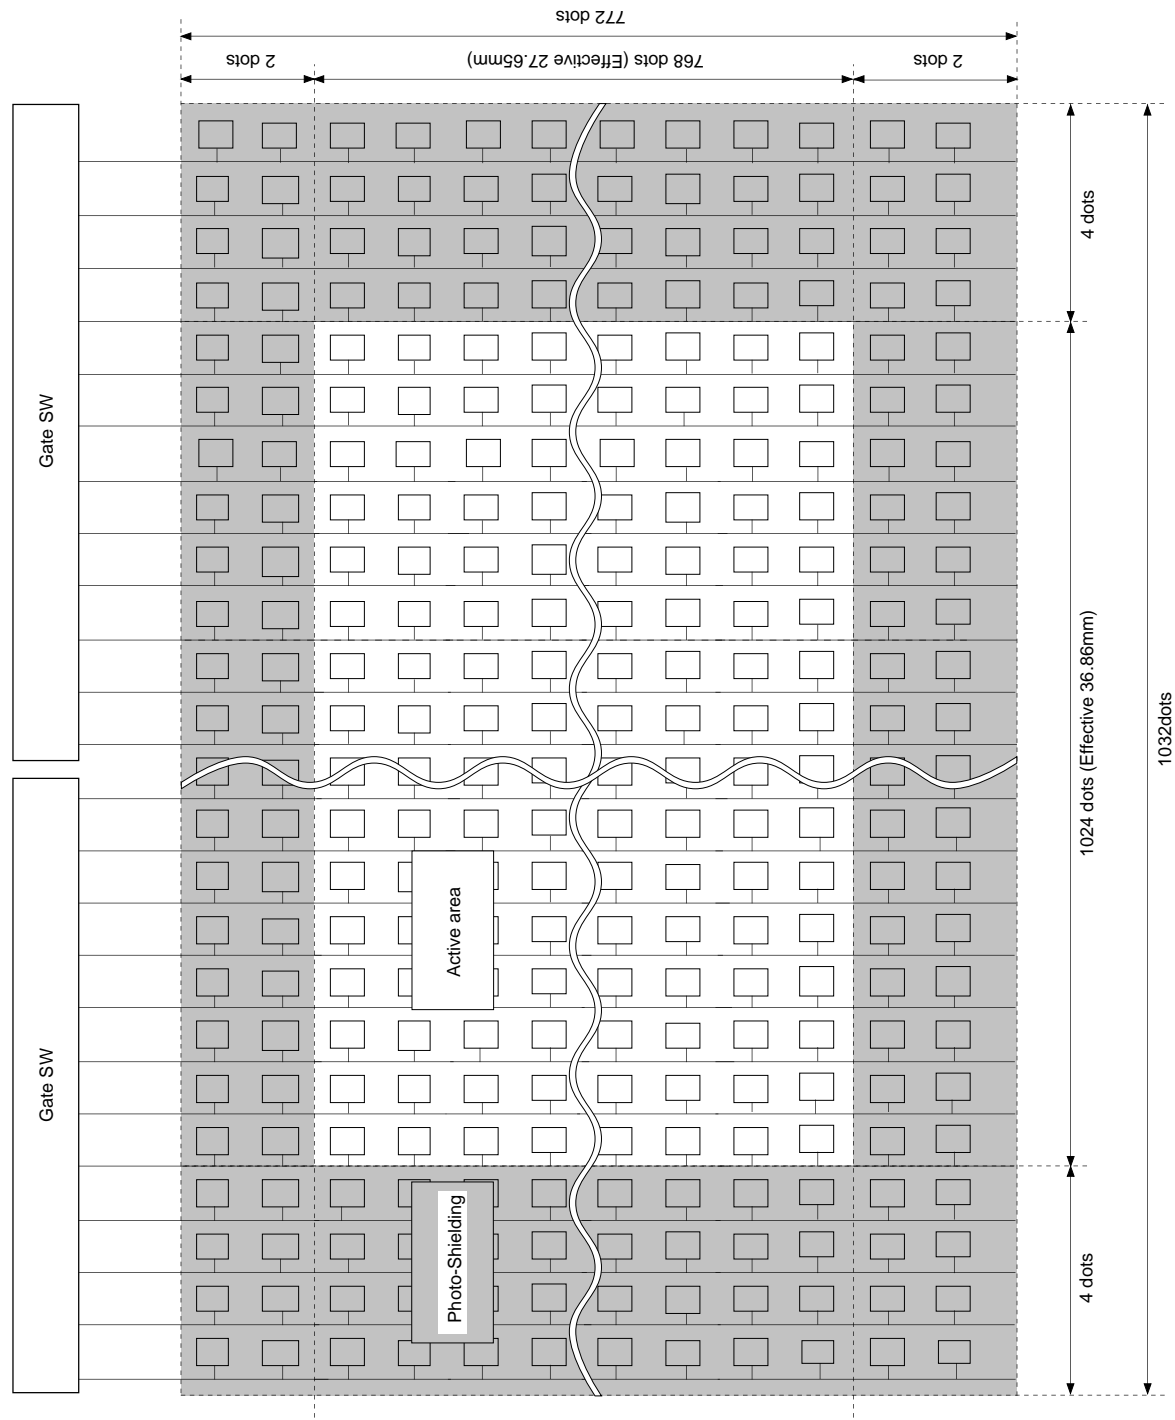 772 dots
2 dots
768 dots (Effective 27.65mm)
2 dots
Gate SW
Gate SW
Active area
Photo-Shielding
4 dots
1024 dots (Effective 36.86mm)
4 dots
1032dots